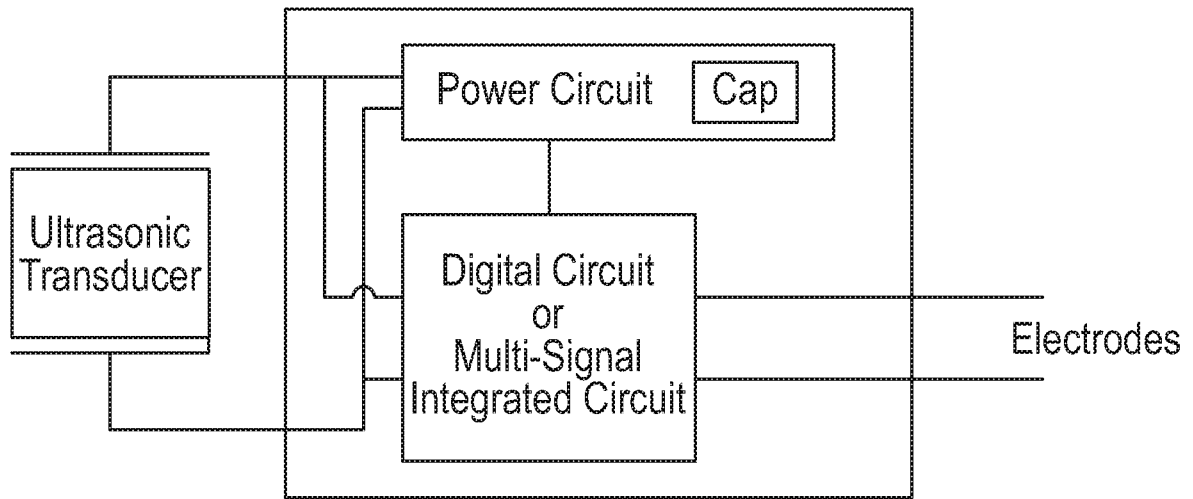 Power Circuit
Cap
Ultrasonic
Transducer
Digital Circuit
or
Multi-Signal
Integrated Circuit
Electrodes